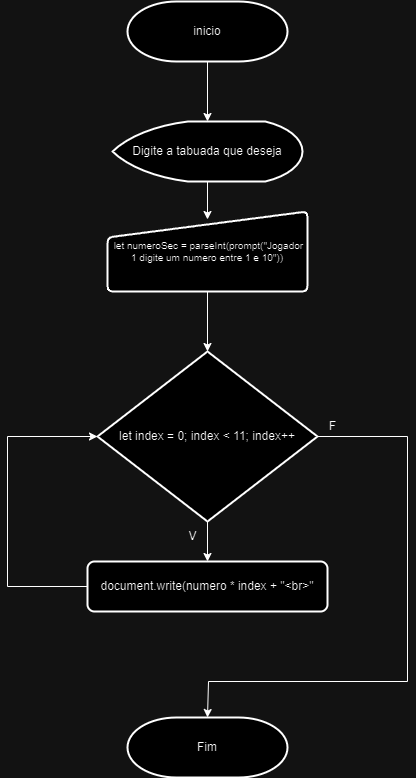 inicio
Digite a tabuada que deseja
let numeroSec = parseInt(prompt("Jogador
1 digite um numero entre 1 e 10"))
let index = 0; index < 11; index++
F
V
document.write(numero * index + "<br>"
Fim